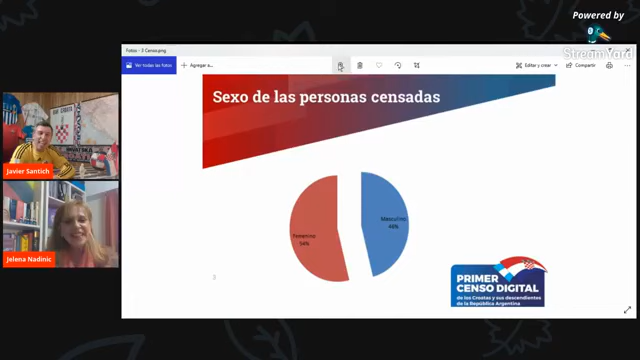 Powered by
StreamYard
Fotos - 3 Censo.png
Ver todas las fotos
Agregar a...
Editar y crear
Compartir
Sexo de las personas censadas
Femenino
54%
Masculino
46%
3
PRIMER
CENSO DIGITAL
de los Croatas y sus descendientes
de la República Argentina
Javier Santich
Jelena Nadinic